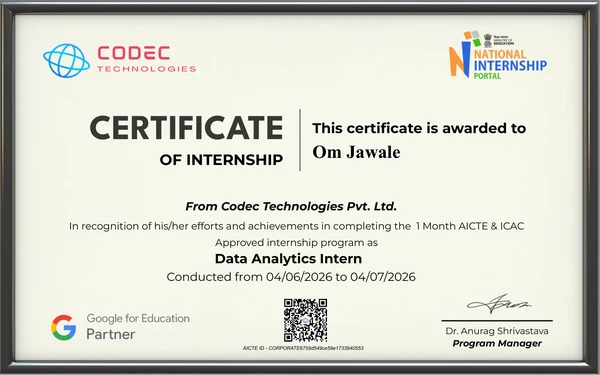 CODEC
TECHNOLOGIES
MINISTRY OF
EDUCATION
NATIONAL
INTERNSHIP
PORTAL
CERTIFICATE
OF INTERNSHIP
This certificate is awarded to
Om Jawale
From Codec Technologies Pvt. Ltd.
In recognition of his/her efforts and achievements in completing the 1 Month AICTE & ICAC
Approved internship program as
Data Analytics Intern
Conducted from 04/06/2026 to 04/07/2026
Google for Education
Partner
AICTE ID - CORPORATE6759d549ce59e1733940553
Dr. Anurag Shrivastava
Program Manager